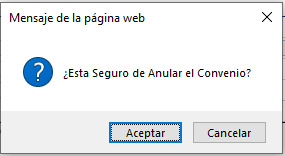 Mensaje de la página web
¿Esta Seguro de Anular el Convenio?
Aceptar
Cancelar